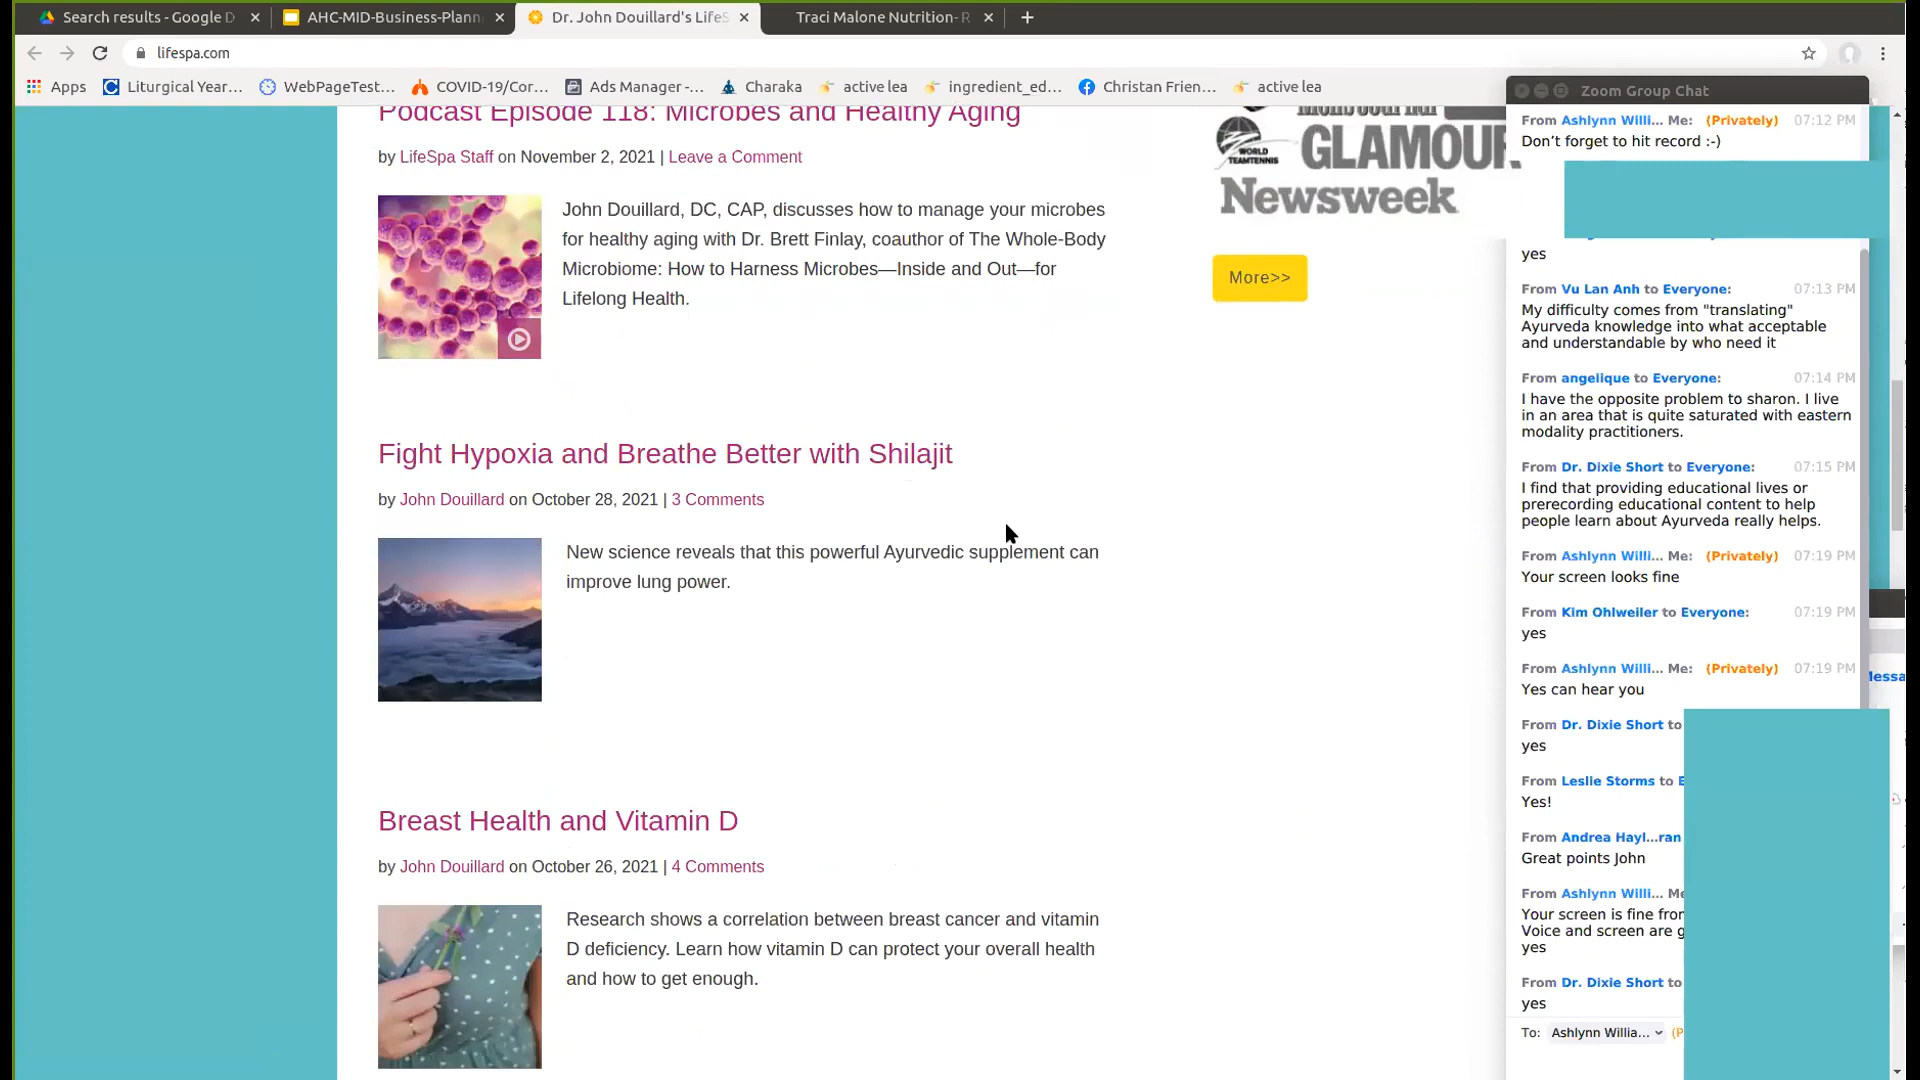 Search results - Google D
AHC-MID-Business-Plann
Dr. John Douillard's LifeS
Traci Malone Nutrition- R
lifespa.com
Apps
Liturgical Year...
WebPageTest...
COVID-19/Cor...
Ads Manager -...
Charaka
active lea
ingredient_ed...
Christan Frien...
active lea
Podcast Episode 118: Microbes and Healthy Aging
by LifeSpa Staff on November 2, 2021 | Leave a Comment
John Douillard, DC, CAP, discusses how to manage your microbes
for healthy aging with Dr. Brett Finlay, coauthor of The Whole-Body
Microbiome: How to Harness Microbes—Inside and Out—for
Lifelong Health.
Fight Hypoxia and Breathe Better with Shilajit
by John Douillard on October 28, 2021 | 3 Comments
New science reveals that this powerful Ayurvedic supplement can
improve lung power.
Breast Health and Vitamin D
by John Douillard on October 26, 2021 | 4 Comments
Research shows a correlation between breast cancer and vitamin
D deficiency. Learn how vitamin D can protect your overall health
and how to get enough.
WORLD
TEAMTENNIS
GLAMOUR
Newsweek
More>>
Zoom Group Chat
From Ashlynn Willi... Me: (Privately) 07:12 PM
Don't forget to hit record :-)
yes
From Vu Lan Anh to Everyone: 07:13 PM
My difficulty comes from "translating"
Ayurveda knowledge into what acceptable
and understandable by who need it
From angelique to Everyone: 07:14 PM
I have the opposite problem to sharon. I live
in an area that is quite saturated with eastern
modality practitioners.
From Dr. Dixie Short to Everyone: 07:15 PM
I find that providing educational lives or
prerecording educational content to help
people learn about Ayurveda really helps.
From Ashlynn Willi... Me: (Privately) 07:19 PM
Your screen looks fine
From Kim Ohlweiler to Everyone: 07:19 PM
yes
From Ashlynn Willi... Me: (Privately) 07:19 PM
Yes can hear you
From Dr. Dixie Short to
yes
From Leslie Storms to E
Yes!
From Andrea Hayl...ran
Great points John
From Ashlynn Willi... Me
Your screen is fine from
Voice and screen are g
yes
From Dr. Dixie Short to
yes
To: Ashlynn Willia... (P
lessa